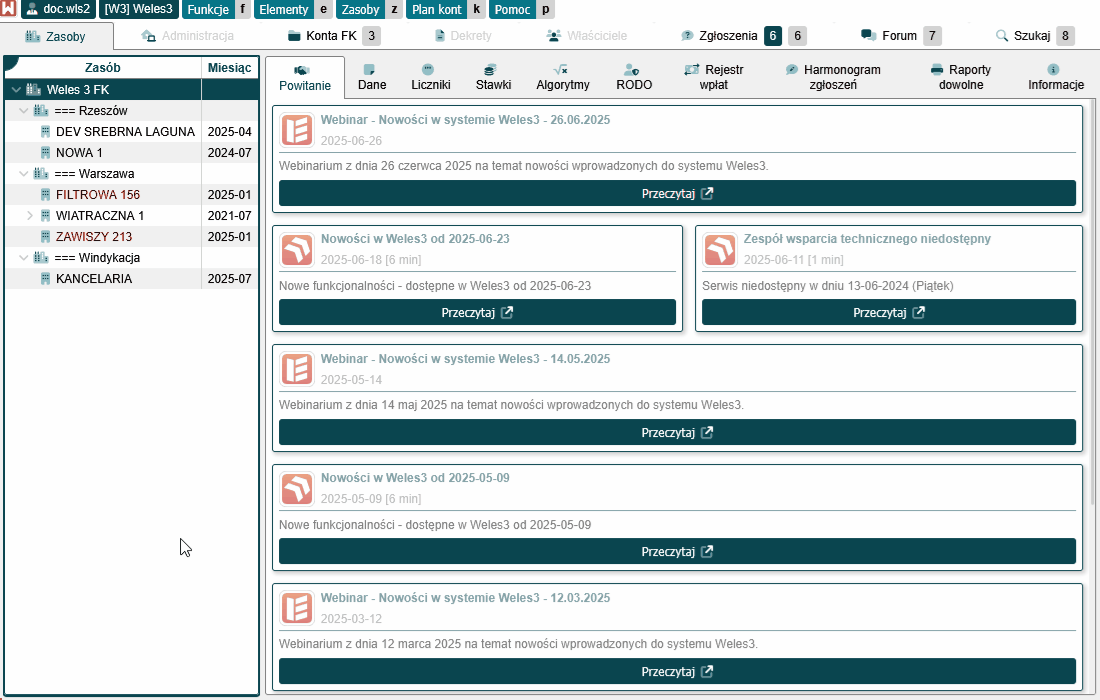 doc.wls2 [W3] Weles3 Funkcje f Elementy e Zasoby z Plan kont k Pomoc p
Zasoby Administracja Konta FK 3 Dekrety Właściciele Zgłoszenia 6 6 Forum 7 Szukaj 8
Zasób Miesiąc
Weles 3 FK
=== Rzeszów
DEV SREBRNA LAGUNA 2025-04
NOWA 1 2024-07
=== Warszawa
FILTROWA 156 2025-01
WIATRACZNA 1 2021-07
ZAWISZY 213 2025-01
=== Windykacja
KANCELARIA 2025-07
Powitanie Dane Liczniki Stawki Algorytmy RODO Rejestr wpłat Harmonogram zgłoszeń Raporty dowolne Informacje
Webinar - Nowości w systemie Weles3 - 26.06.2025
2025-06-26
Webinarium z dnia 26 czerwca 2025 na temat nowości wprowadzonych do systemu Weles3.
Przeczytaj
Nowości w Weles3 od 2025-06-23
2025-06-18 [6 min]
Nowe funkcjonalności - dostępne w Weles3 od 2025-06-23
Przeczytaj
Zespół wsparcia technicznego niedostępny
2025-06-11 [1 min]
Serwis niedostępny w dniu 13-06-2024 (Piątek)
Przeczytaj
Webinar - Nowości w systemie Weles3 - 14.05.2025
2025-05-14
Webinarium z dnia 14 maj 2025 na temat nowości wprowadzonych do systemu Weles3.
Przeczytaj
Nowości w Weles3 od 2025-05-09
2025-05-09 [6 min]
Nowe funkcjonalności - dostępne w Weles3 od 2025-05-09
Przeczytaj
Webinar - Nowości w systemie Weles3 - 12.03.2025
2025-03-12
Webinarium z dnia 12 marca 2025 na temat nowości wprowadzonych do systemu Weles3.
Przeczytaj